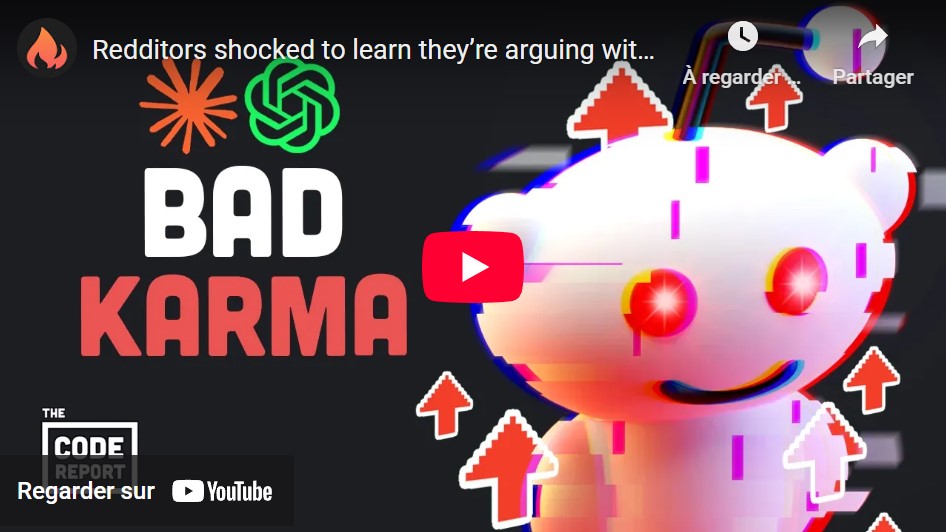 Redditors shocked to learn they’re arguing wit...
À regarder ...
Partager
BAD
KARMA
THE
CODE
REPORT
Regarder sur
YouTube